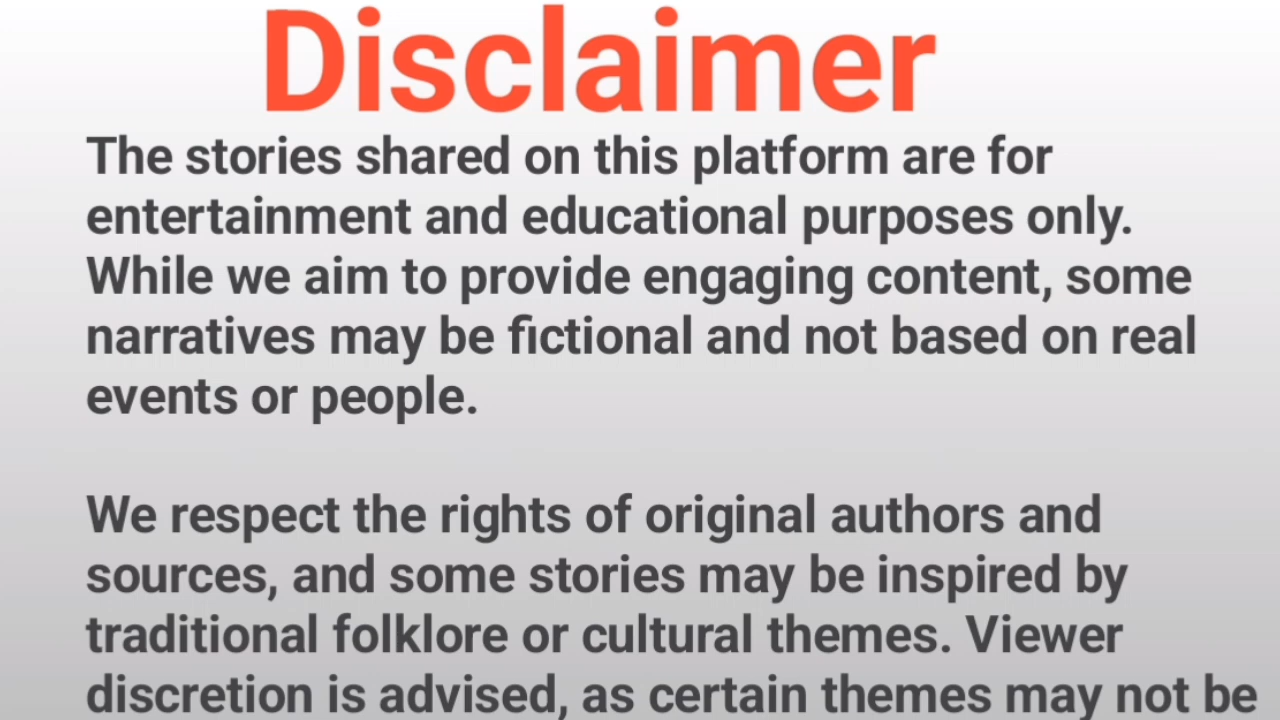 Disclaimer
The stories shared on this platform are for
entertainment and educational purposes only.
While we aim to provide engaging content, some
narratives may be fictional and not based on real
events or people.
We respect the rights of original authors and
sources, and some stories may be inspired by
traditional folklore or cultural themes. Viewer
discretion is advised, as certain themes may not be